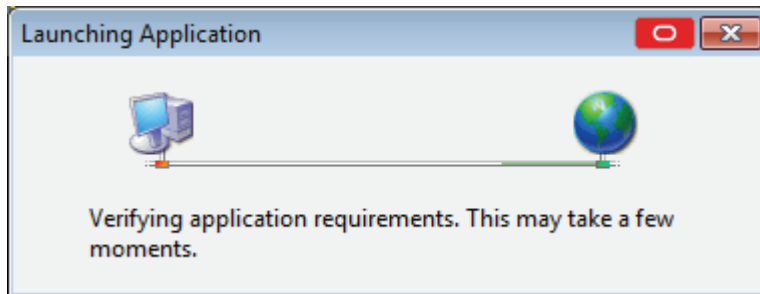 Launching Application
Verifying application requirements. This may take a few
moments.